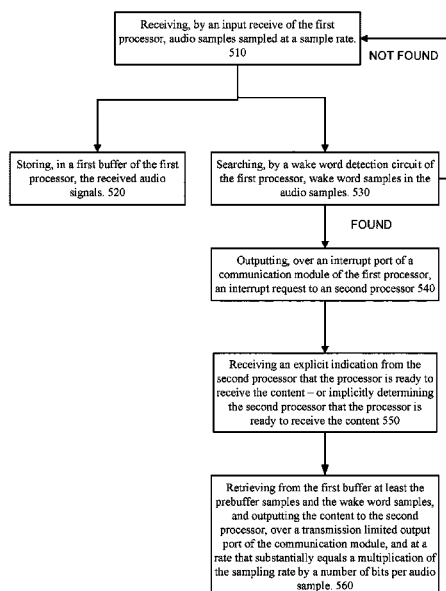 Receiving, by an input receive of the first
processor, audio samples sampled at a sample rate.
510
NOT FOUND
Storing, in a first buffer of the first
processor, the received audio
signals. 520
Searching, by a wake word detection circuit of
the first processor, wake word samples in the
audio samples. 530
FOUND
Outputting, over an interrupt port of a
communication module of the first processor,
an interrupt request to an second processor 540
Receiving an explicit indication from the
second processor that the processor is ready to
receive the content – or implicitly determining
the second processor that the processor is
ready to receive the content 550
Retrieving from the first buffer at least the
prebuffer samples and the wake word samples,
and outputting the content to the second
processor, over a transmission limited output
port of the communication module, and at a
rate that substantially equals a multiplication of
the sampling rate by a number of bits per audio
sample. 560